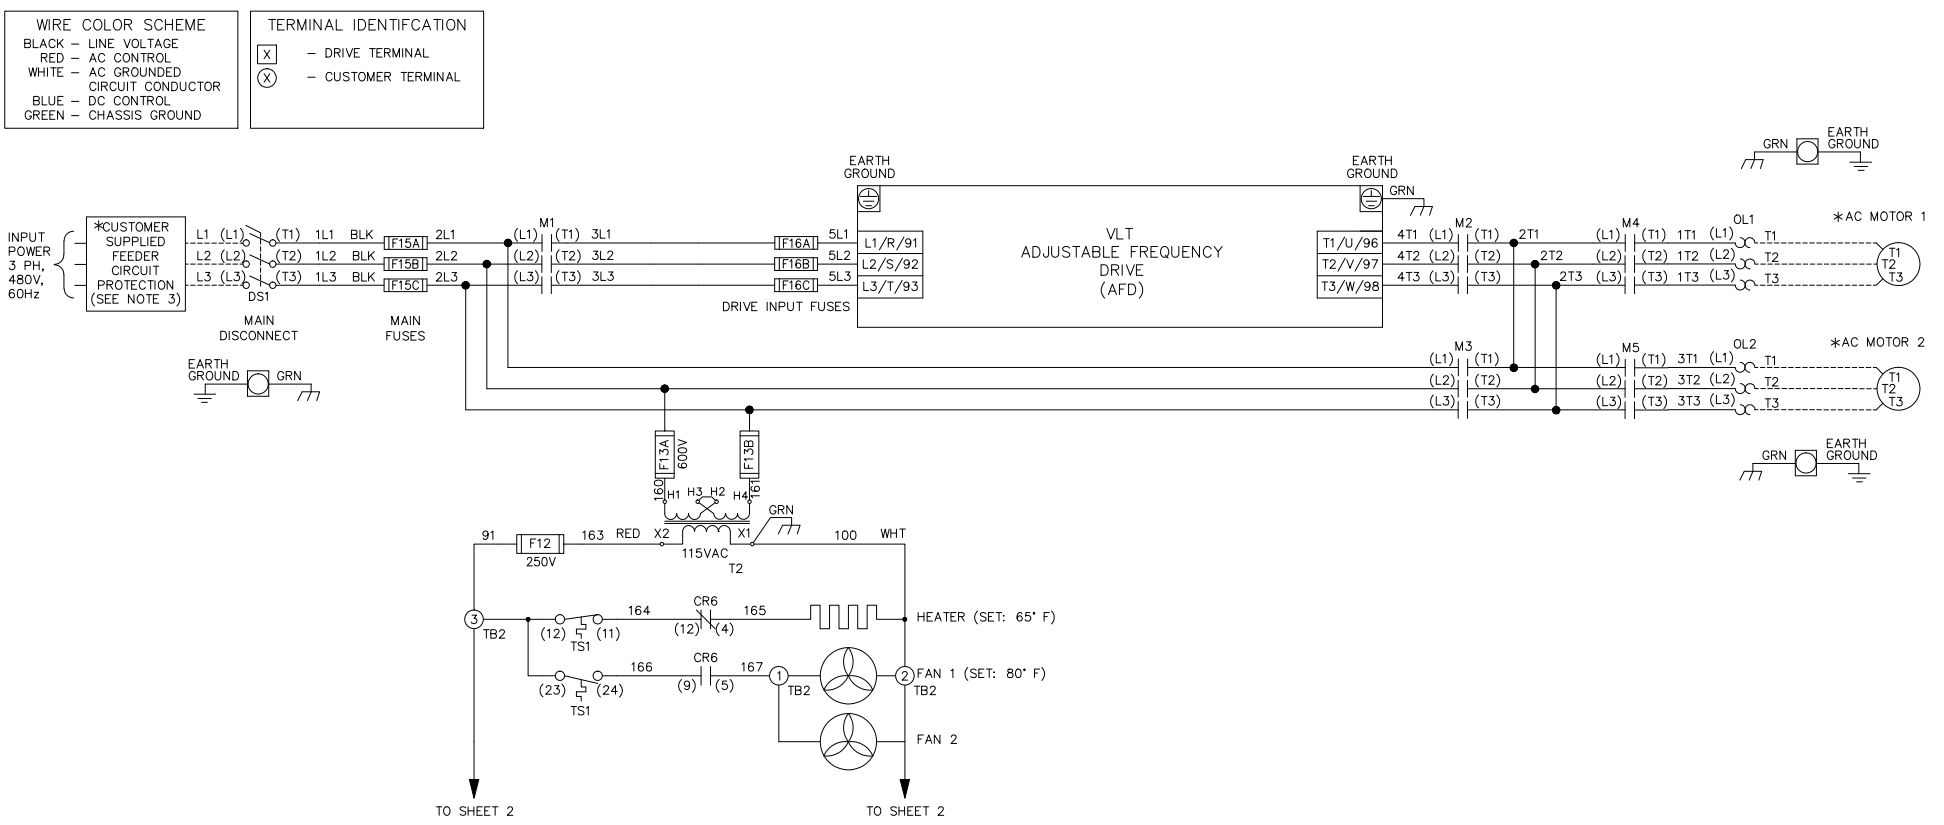 WIRE COLOR SCHEME
BLACK – LINE VOLTAGE
RED – AC CONTROL
WHITE – AC GROUNDED
CIRCUIT CONDUCTOR
BLUE – DC CONTROL
GREEN – CHASSIS GROUND
TERMINAL IDENTIFCATION
X – DRIVE TERMINAL
X – CUSTOMER TERMINAL
INPUT
POWER
3 PH,
480V,
60Hz
*CUSTOMER
SUPPLIED
FEEDER
CIRCUIT
PROTECTION
(SEE NOTE 3)
L1 (L1) (T1) 1L1 BLK F15A 2L1 (L1) M1 (T1) 3L1 F16A 5L1 L1/R/91
L2 (L2) (T2) 1L2 BLK F15B 2L2 (L2) (T2) 3L2 F16B 5L2 L2/S/92
L3 (L3) (T3) 1L3 BLK F15C 2L3 (L3) (T3) 3L3 F16C 5L3 L3/T/93
DS1
MAIN
DISCONNECT
MAIN
FUSES
DRIVE INPUT FUSES
EARTH
GROUND
EARTH
GROUND
GRN
VLT
ADJUSTABLE FREQUENCY
DRIVE
(AFD)
T1/U/96 4T1 (L1) M2 (T1) 2T1 (L1) M4 (T1) 1T1 (L1) OL1 T1
T2/V/97 4T2 (L2) (T2) 2T2 (L2) (T2) 1T2 (L2) T2
T3/W/98 4T3 (L3) (T3) 2T3 (L3) (T3) 1T3 (L3) T3
GRN
EARTH
GROUND
*AC MOTOR 1
T1
T2
T3
EARTH
GROUND
GRN
(L1) M3 (T1) (L1) M5 (T1) 3T1 (L1) OL2 T1
(L2) (T2) (L2) (T2) 3T2 (L2) T2
(L3) (T3) (L3) (T3) 3T3 (L3) T3
*AC MOTOR 2
T1
T2
T3
GRN
EARTH
GROUND
F13A
600V
F13B
160
161
H1 H3 H2 H4
GRN
91 F12 163 RED X2 X1 100 WHT
250V
115VAC
T2
3
TB2
164 CR6 165
(12) (11) (12) (4)
TS1
HEATER (SET: 65° F)
166 CR6 167 1 2 FAN 1 (SET: 80° F)
(23) (24) (9) (5) TB2 TB2
TS1
FAN 2
TO SHEET 2
TO SHEET 2